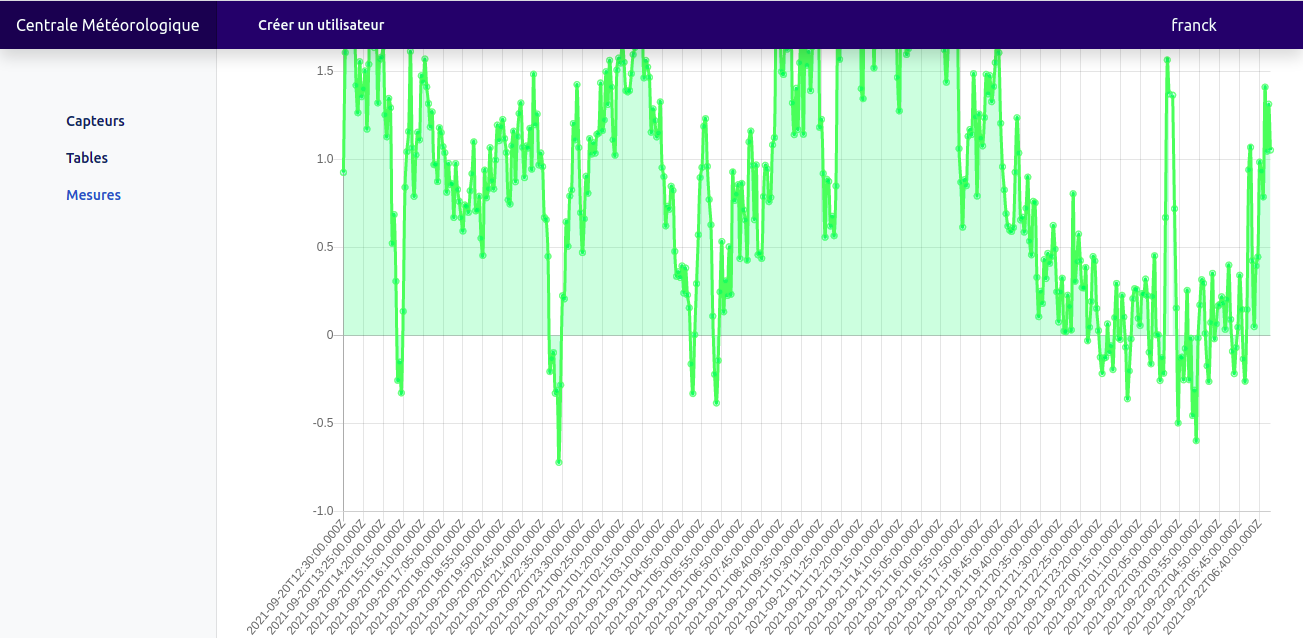 Centrale Météorologique
Créer un utilisateur
franck
Capteurs
Tables
Mesures
1.5
1.0
0.5
0
-0.5
-1.0
2021-09-20T12:30:00.000Z
2021-09-20T13:25:00.000Z
2021-09-20T14:20:00.000Z
2021-09-20T15:15:00.000Z
2021-09-20T16:10:00.000Z
2021-09-20T17:05:00.000Z
2021-09-20T18:00:00.000Z
2021-09-20T18:55:00.000Z
2021-09-20T19:50:00.000Z
2021-09-20T20:45:00.000Z
2021-09-20T21:40:00.000Z
2021-09-20T22:35:00.000Z
2021-09-20T23:30:00.000Z
2021-09-21T00:25:00.000Z
2021-09-21T01:20:00.000Z
2021-09-21T02:15:00.000Z
2021-09-21T03:10:00.000Z
2021-09-21T04:05:00.000Z
2021-09-21T05:00:00.000Z
2021-09-21T05:55:00.000Z
2021-09-21T06:50:00.000Z
2021-09-21T07:45:00.000Z
2021-09-21T08:40:00.000Z
2021-09-21T09:35:00.000Z
2021-09-21T10:30:00.000Z
2021-09-21T11:25:00.000Z
2021-09-21T12:20:00.000Z
2021-09-21T13:15:00.000Z
2021-09-21T14:10:00.000Z
2021-09-21T15:05:00.000Z
2021-09-21T16:00:00.000Z
2021-09-21T16:55:00.000Z
2021-09-21T17:50:00.000Z
2021-09-21T18:45:00.000Z
2021-09-21T19:40:00.000Z
2021-09-21T20:35:00.000Z
2021-09-21T21:30:00.000Z
2021-09-21T22:25:00.000Z
2021-09-21T23:20:00.000Z
2021-09-22T00:15:00.000Z
2021-09-22T01:10:00.000Z
2021-09-22T02:05:00.000Z
2021-09-22T03:00:00.000Z
2021-09-22T03:55:00.000Z
2021-09-22T04:50:00.000Z
2021-09-22T05:45:00.000Z
2021-09-22T06:40:00.000Z